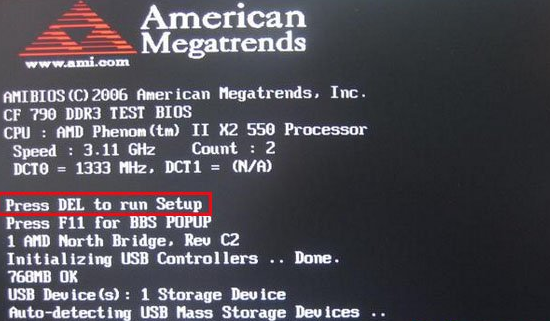 American
Megatrends
www.ami.com
AMIBIOS(C)2006 American Megatrends, Inc.
CF 790 DDR3 TEST BIOS
CPU : AMD Phenom(tm) II X2 550 Processor
Speed : 3.11 GHz Count : 2
DCT0 = 1333 MHz, DCT1 = (N/A)
Press DEL to run Setup
Press F11 for BBS POPUP
1 AMD North Bridge, Rev C2
Initializing USB Controllers .. Done.
768MB OK
USB Device(s): 1 Storage Device
Auto-detecting USB Mass Storage Devices ..